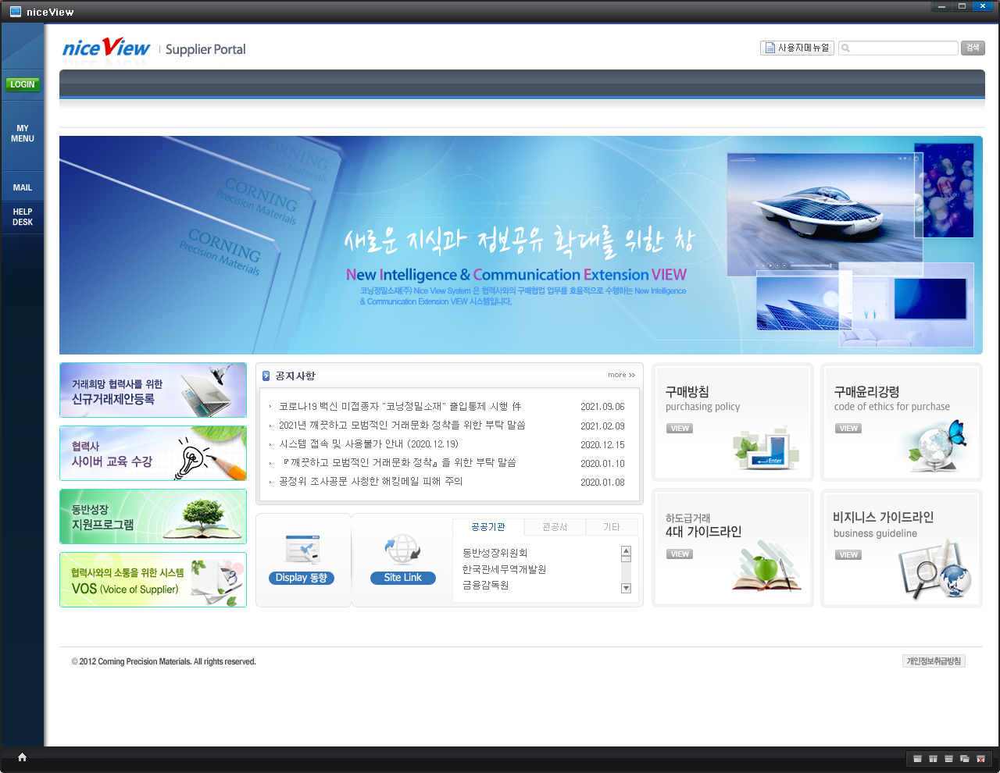 niceView
niceView Supplier Portal
사용자메뉴얼
검색
LOGIN
MY
MENU
MAIL
HELP
DESK
CORNING
Precision Materials
CORNING
Precision Materials
CORNING
Precision Materials
새로운 지식과 정보공유 확대를 위한 창
New Intelligence & Communication Extension VIEW
코닝정밀소재(주) Nice View System 은 협력사와의 구매협업 업무를 효율적으로 수행하는 New Intelligence
& Communication Extension VIEW 시스템입니다.
거래희망 협력사를 위한
신규거래제안등록
협력사
사이버 교육 수강
동반성장
지원프로그램
협력사와의 소통을 위한 시스템
VOS (Voice of Supplier)
공지사항
more >>
코로나19 백신 미접종자 "코닝정밀소재" 출입통제 시행 件 2021.09.06
2021년 깨끗하고 모범적인 거래문화 정착을 위한 부탁 말씀 2021.02.09
시스템 접속 및 사용불가 안내 (2020.12.19) 2020.12.15
『깨끗하고 모범적인 거래문화 정착』을 위한 부탁 말씀 2020.01.10
공정위 조사공문 사칭한 해킹메일 피해 주의 2020.01.08
Display 동향
Site Link
공공기관 관공서 기타
동반성장위원회
한국관세무역개발원
금융감독원
구매방침
purchasing policy
VIEW
Enter
구매윤리강령
code of ethics for purchase
VIEW
하도급거래
4대 가이드라인
VIEW
비지니스 가이드라인
business guideline
VIEW
© 2012 Corning Precision Materials. All rights reserved.
개인정보취급방침